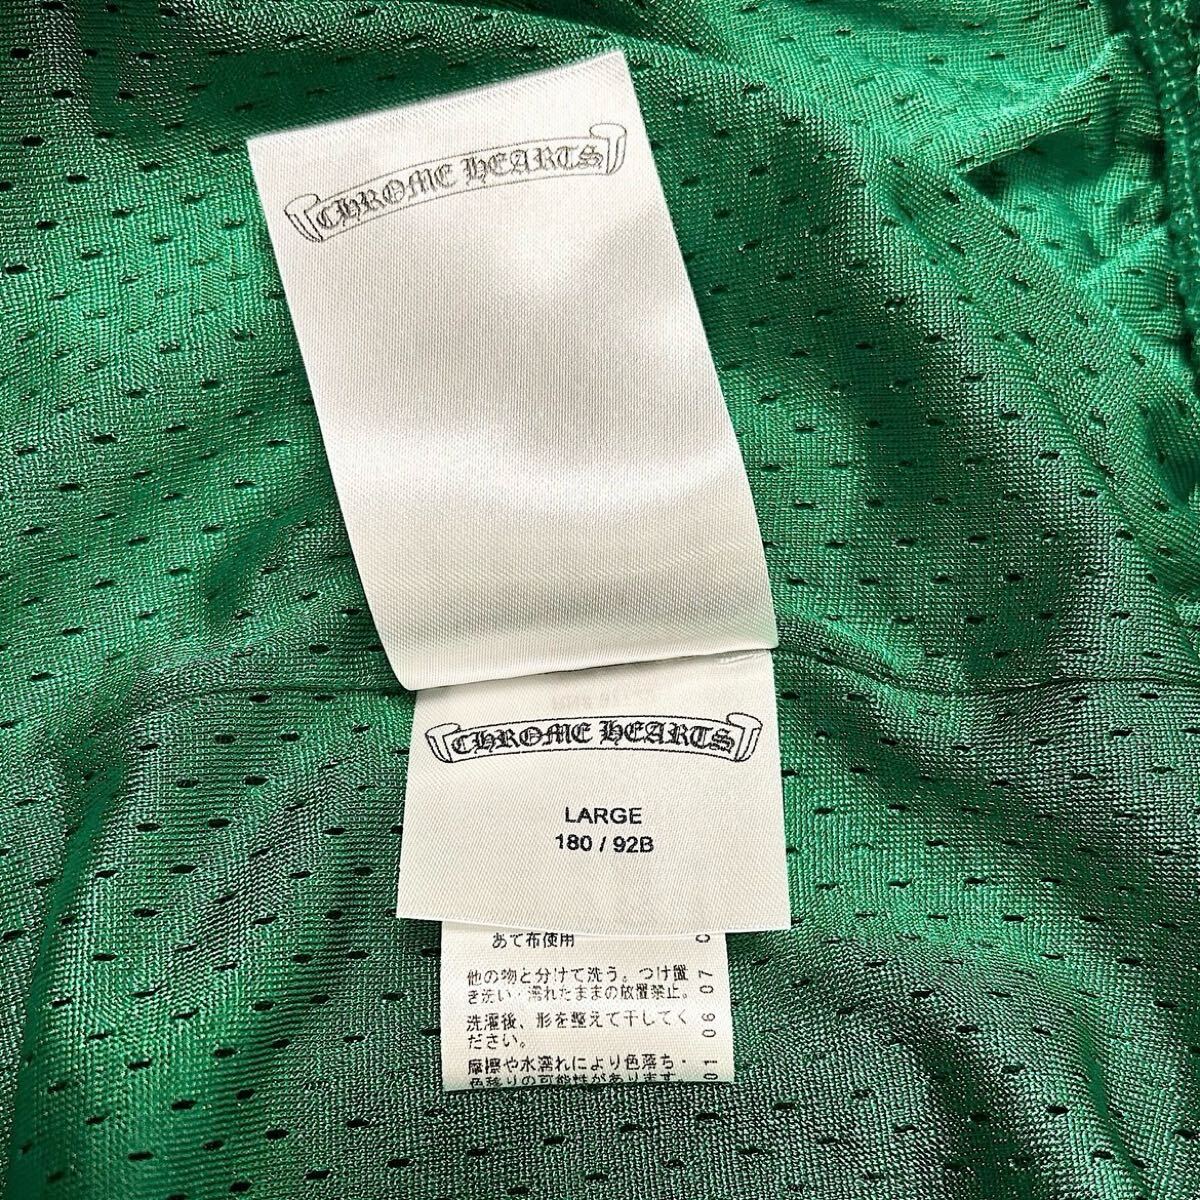 CHROME HEARTS
CHROME HEARTS
LARGE
180 / 92B
あて布使用
他の物と分けて洗う。つけ置
き洗い・濡れたままの放置禁止。
洗濯後、形を整えて干してく
ださい。
摩擦や水濡れにより色落ち・
色移りの可能性があります。
01 06 07